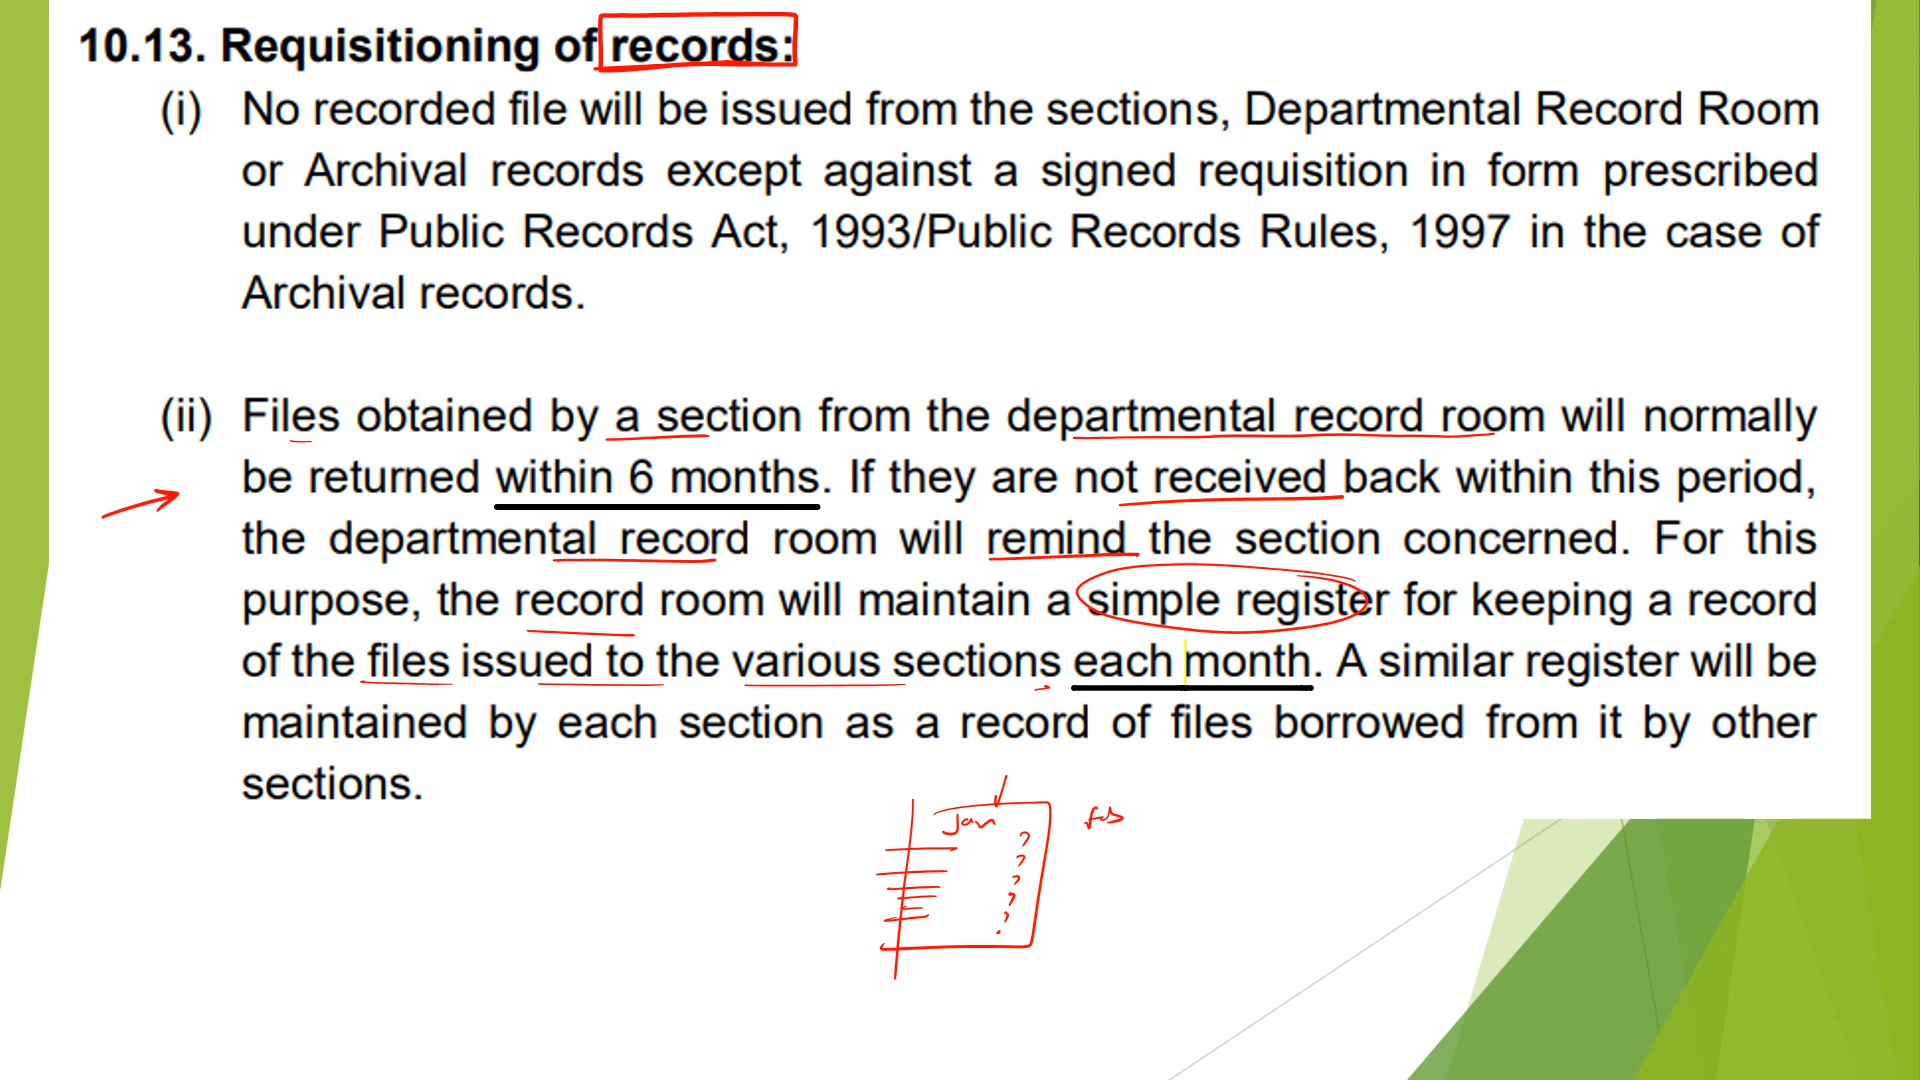 10.13. Requisitioning of records:
(i) No recorded file will be issued from the sections, Departmental Record Room
or Archival records except against a signed requisition in form prescribed
under Public Records Act, 1993/Public Records Rules, 1997 in the case of
Archival records.
(ii) Files obtained by a section from the departmental record room will normally
be returned within 6 months. If they are not received back within this period,
the departmental record room will remind the section concerned. For this
purpose, the record room will maintain a simple register for keeping a record
of the files issued to the various sections each month. A similar register will be
maintained by each section as a record of files borrowed from it by other
sections.
Jan feb
?
?
?
?
?